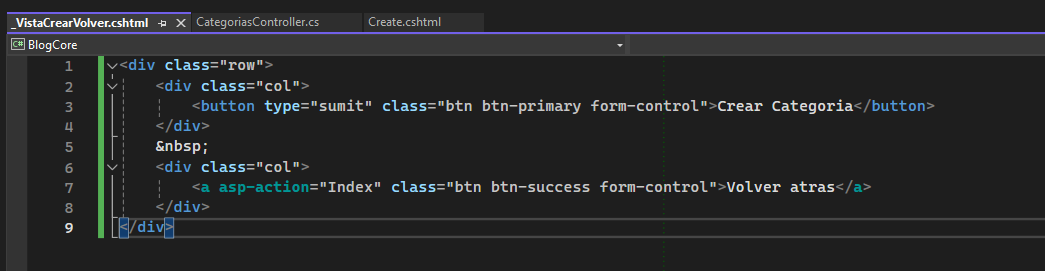 _VistaCrearVolver.cshtml CategoriasController.cs Create.cshtml
C# BlogCore
1 <div class="row">
2 <div class="col">
3 <button type="sumit" class="btn btn-primary form-control">Crear Categoria</button>
4 </div>
5 &nbsp;
6 <div class="col">
7 <a asp-action="Index" class="btn btn-success form-control">Volver atras</a>
8 </div>
9 </div>